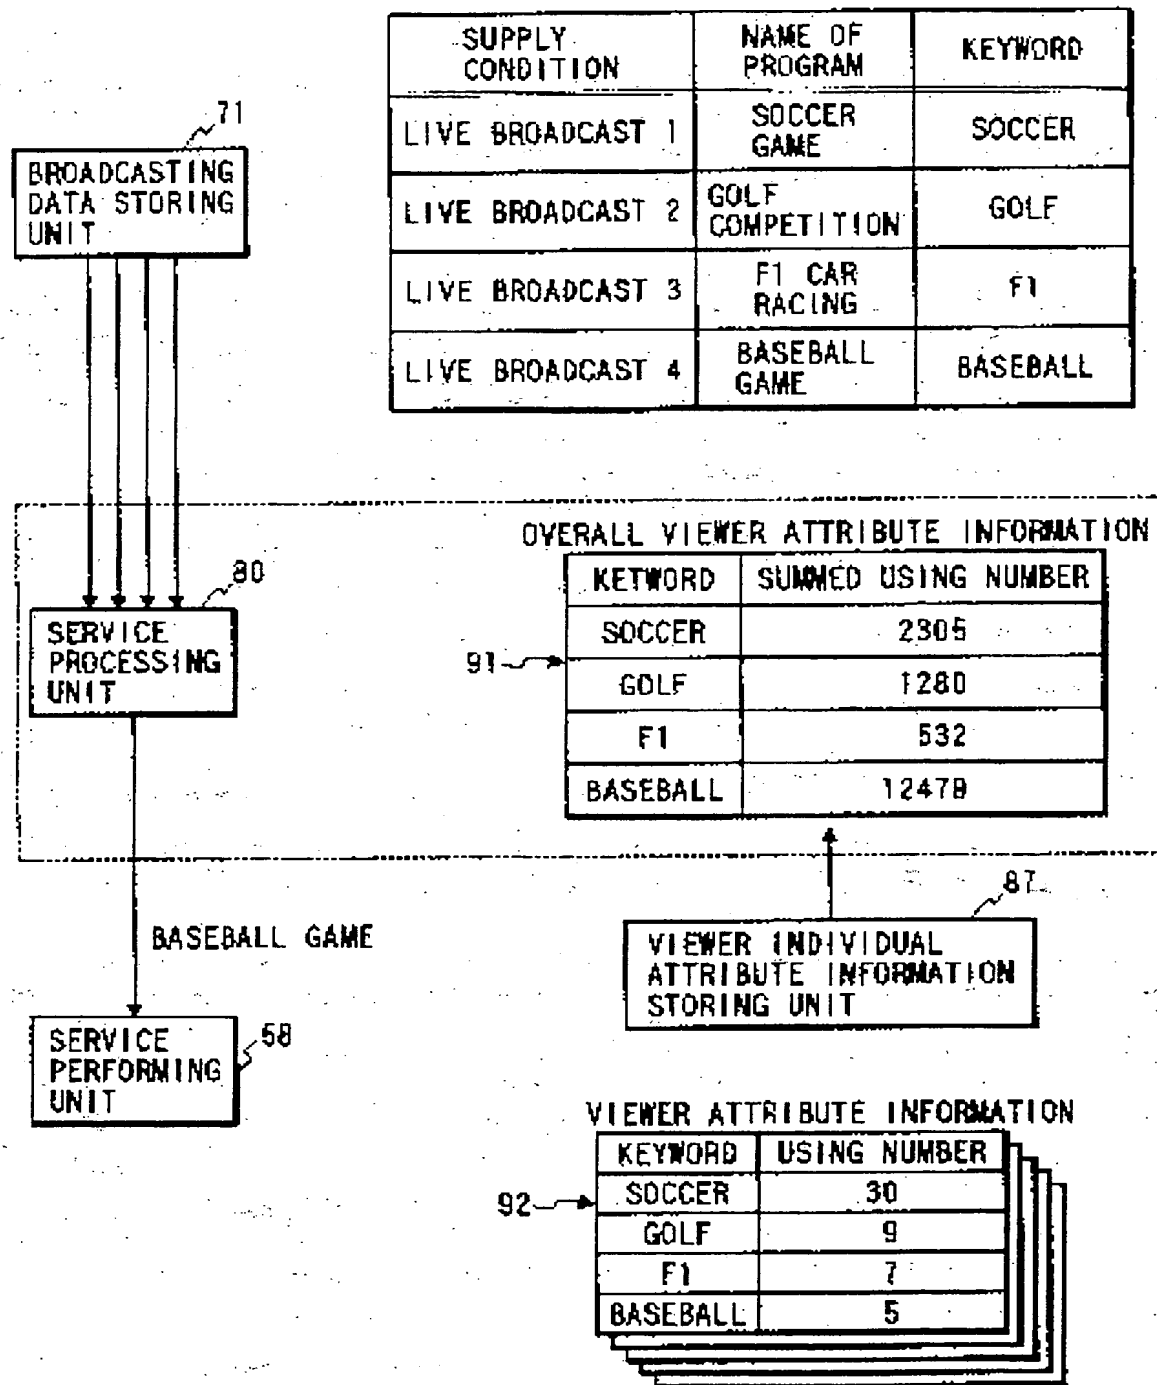 SUPPLY CONDITION
NAME OF PROGRAM
KEYWORD
LIVE BROADCAST 1
SOCCER GAME
SOCCER
LIVE BROADCAST 2
GOLF COMPETITION
GOLF
LIVE BROADCAST 3
F1 CAR RACING
F1
LIVE BROADCAST 4
BASEBALL GAME
BASEBALL
71
BROADCASTING
DATA STORING
UNIT
80
SERVICE
PROCESSING
UNIT
OVERALL VIEWER ATTRIBUTE INFORMATION
KETWORD SUMMED USING NUMBER
SOCCER 2305
91
GOLF 1280
F1 532
BASEBALL 12478
BASEBALL GAME
87
VIEWER INDIVIDUAL
ATTRIBUTE INFORMATION
STORING UNIT
58
SERVICE
PERFORMING
UNIT
VIEWER ATTRIBUTE INFORMATION
KEYWORD USING NUMBER
92
SOCCER 30
GOLF 9
F1 7
BASEBALL 5